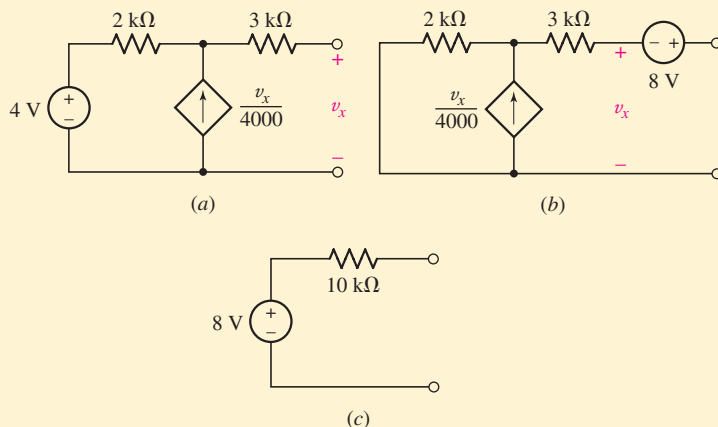 2 kΩ 3 kΩ
+
4 V + − v_x/4000 v_x
−
(a)
2 kΩ 3 kΩ
+ − +
8 V
v_x/4000 v_x
−
(b)
10 kΩ
8 V + −
(c)